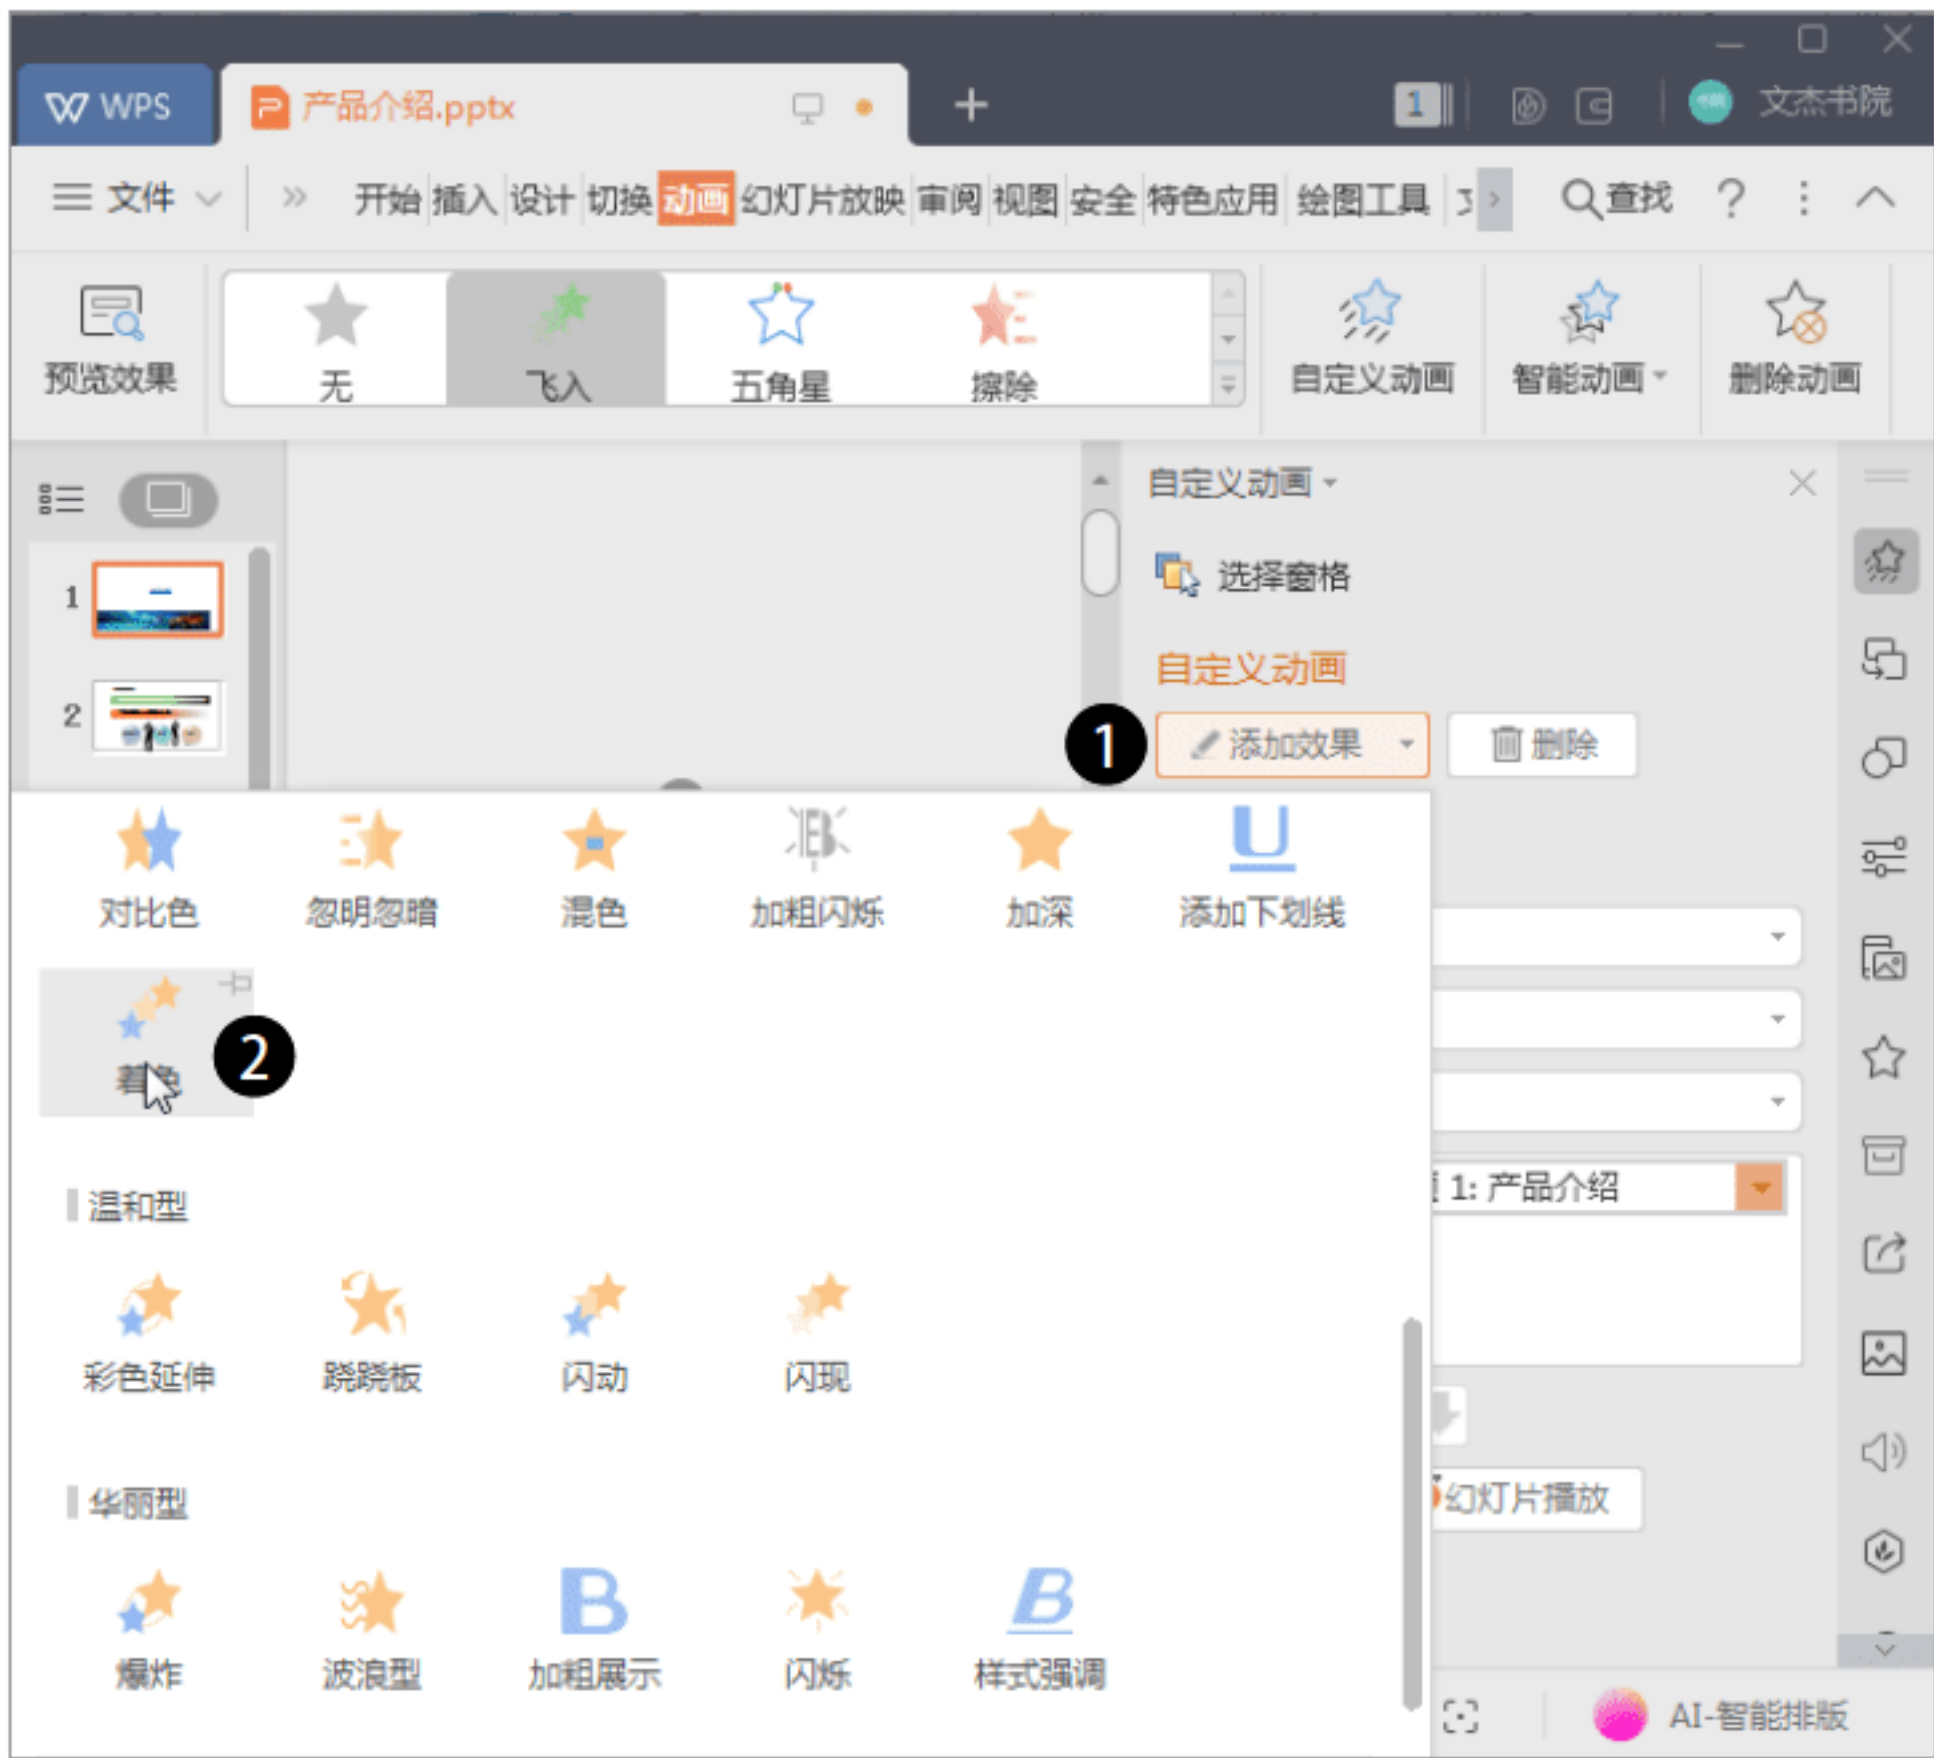 WPS 产品介绍.pptx 1 文杰书院
文件 开始 插入 设计 切换 动画 幻灯片放映 审阅 视图 安全 特色应用 绘图工具 查找
预览效果 无 飞入 五角星 擦除 自定义动画 智能动画 删除动画
自定义动画
选择窗格
1
自定义动画
2
1 添加效果 删除
对比色 忽明忽暗 混色 加粗闪烁 加深 添加下划线
着色 2
1: 产品介绍
温和型
彩色延伸 跷跷板 闪动 闪现
幻灯片播放
华丽型
爆炸 波浪型 加粗展示 闪烁 样式强调
AI-智能排版